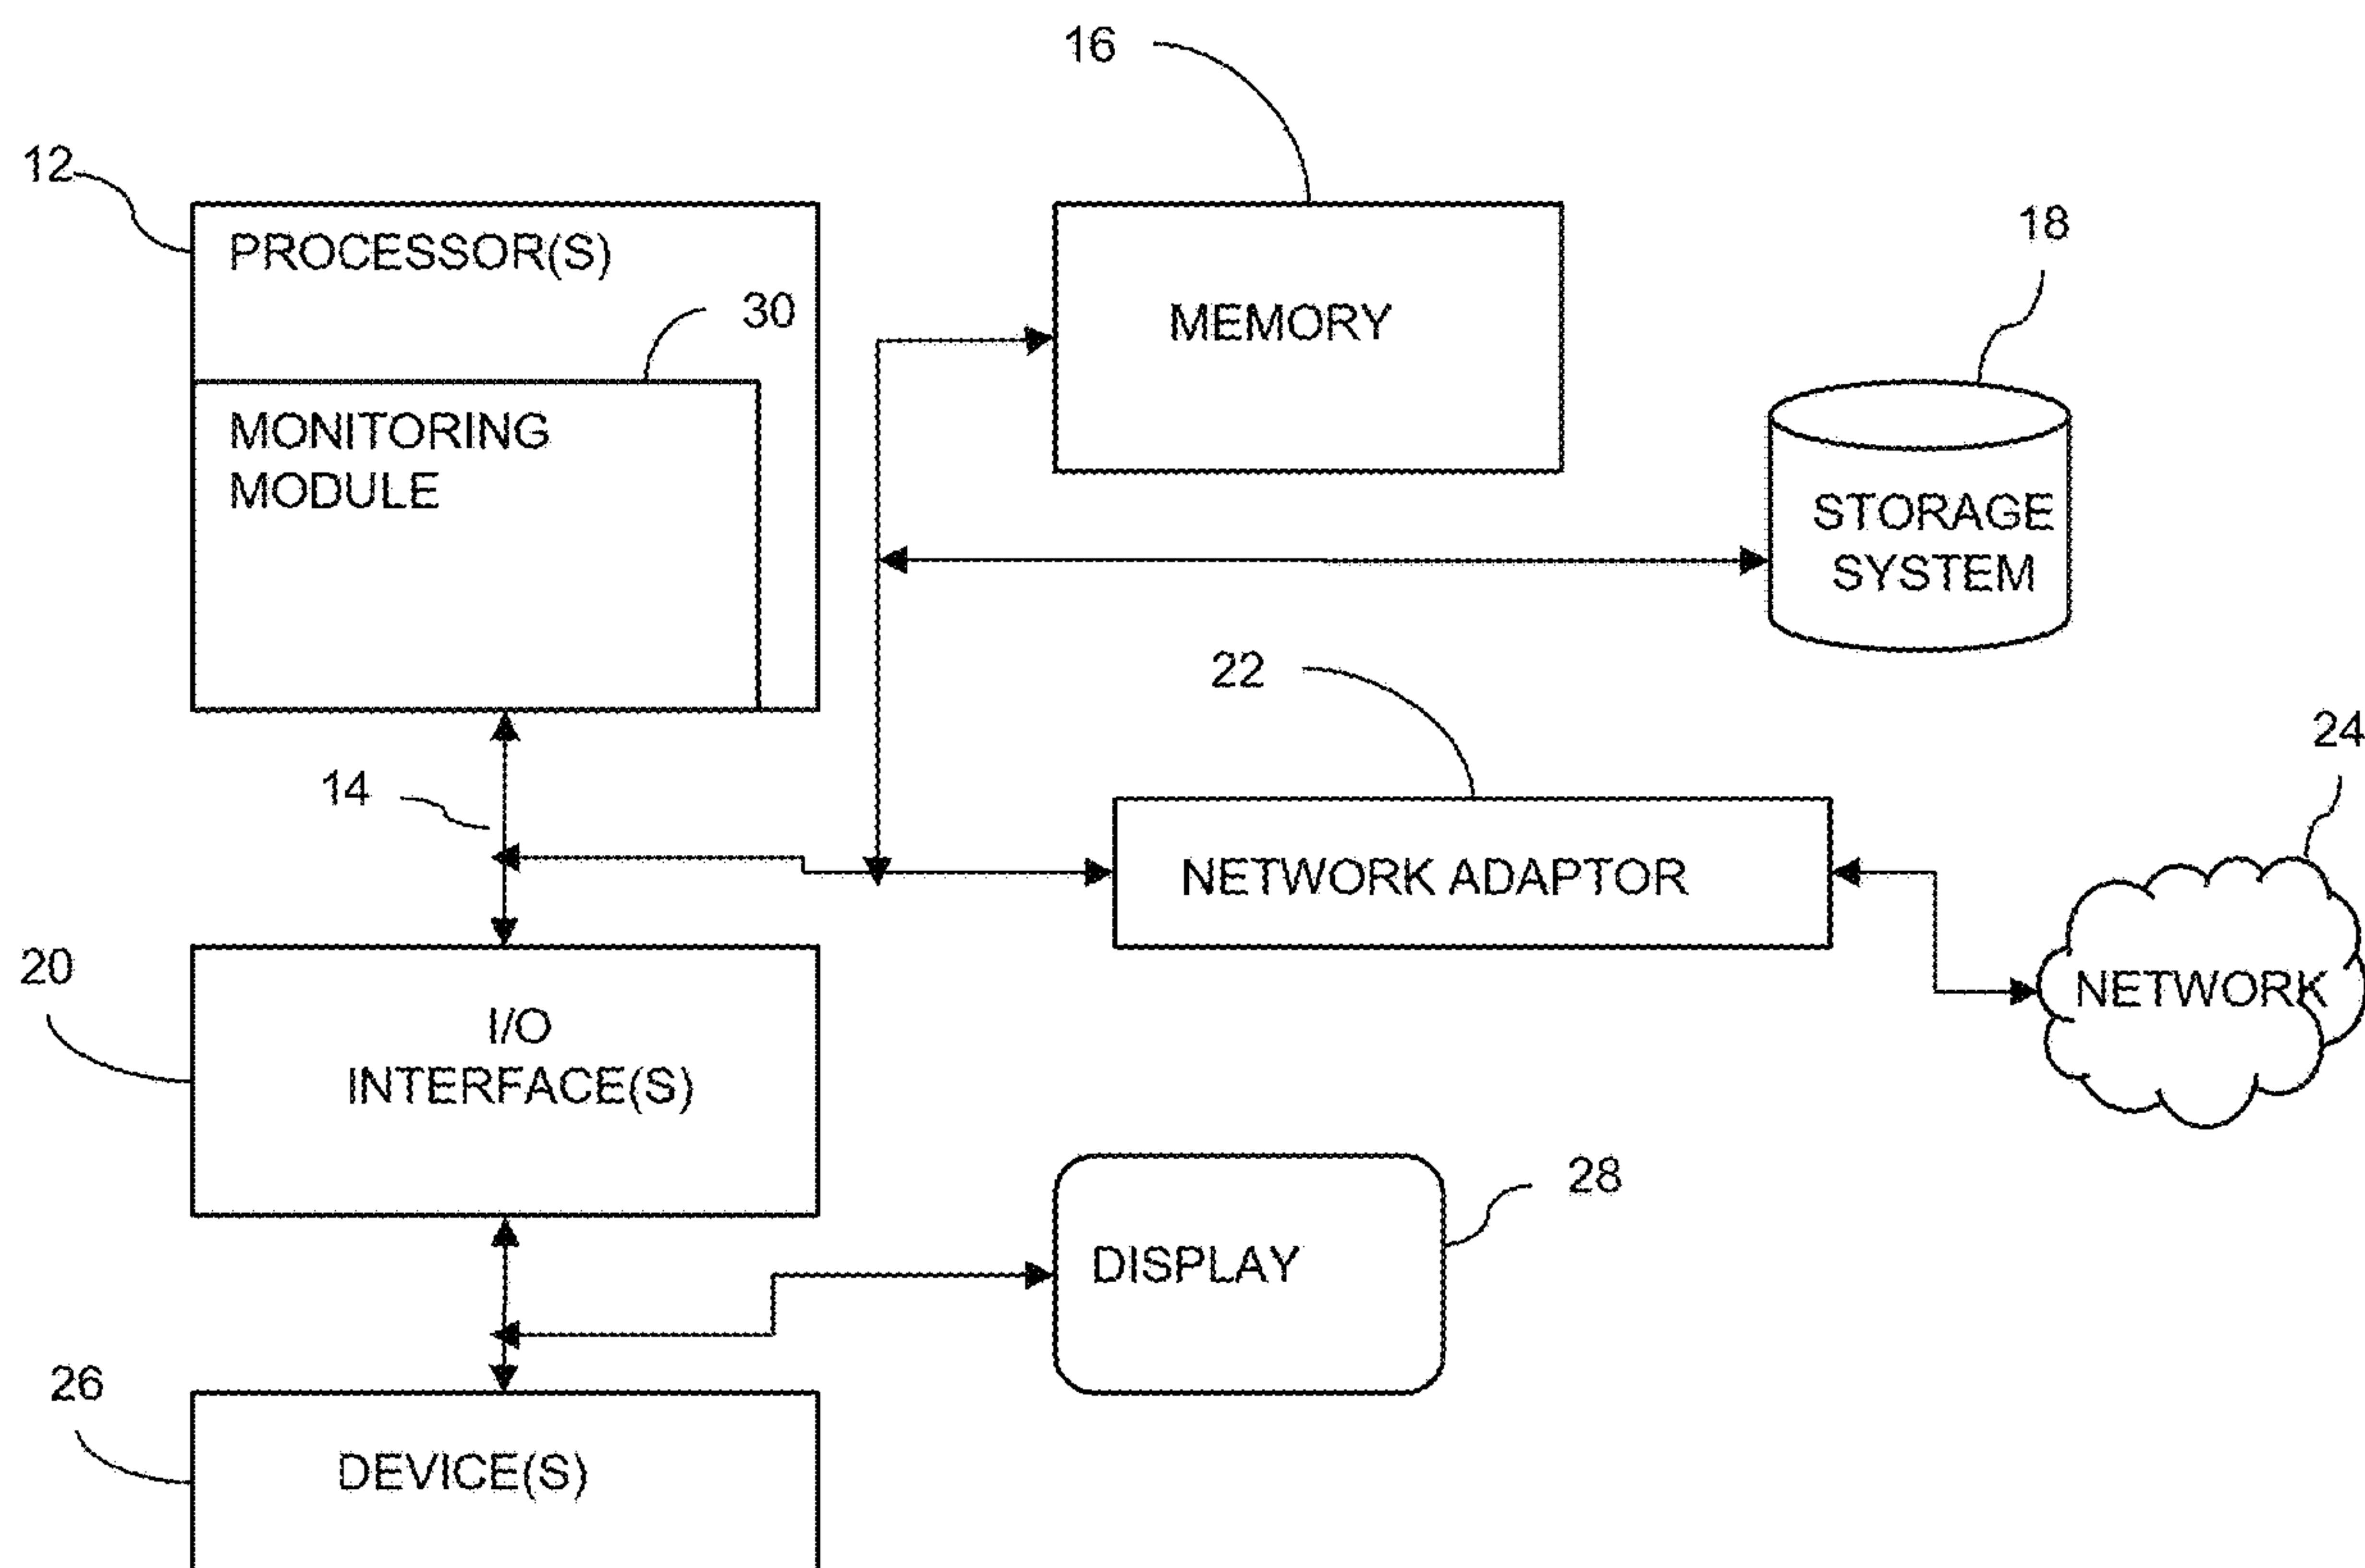 16
12
PROCESSOR(S)
18
30
MEMORY
MONITORING
MODULE
STORAGE
SYSTEM
22
24
14
NETWORK ADAPTOR
20
NETWORK
I/O
INTERFACE(S)
28
DISPLAY
26
DEVICE(S)